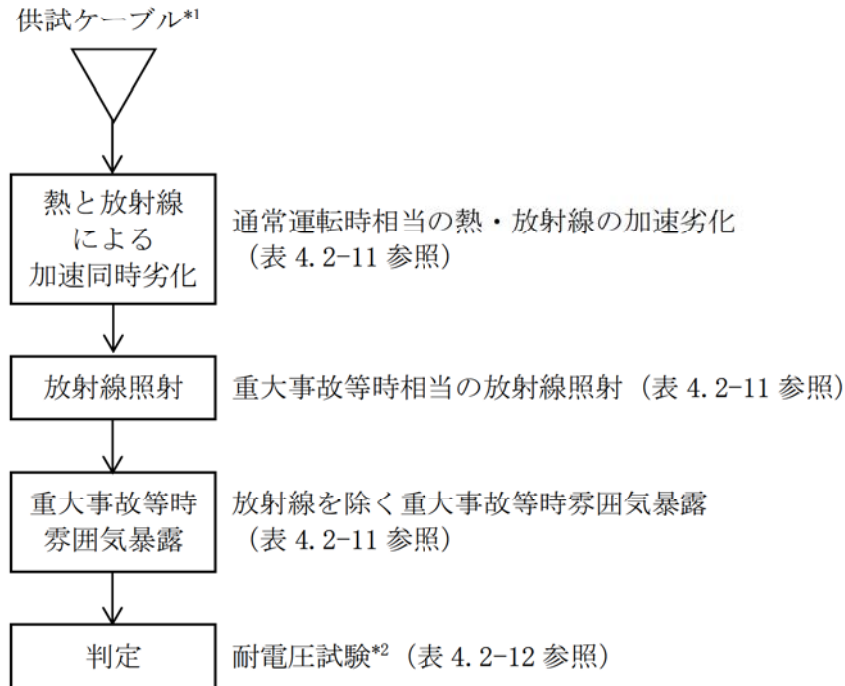 供試ケーブル*1
熱と放射線
による
加速同時劣化
通常運転時相当の熱・放射線の加速劣化
（表 4.2-11 参照）
放射線照射
重大事故等時相当の放射線照射（表 4.2-11 参照）
重大事故等時
雰囲気暴露
放射線を除く重大事故等時雰囲気暴露
（表 4.2-11 参照）
判定
耐電圧試験*2（表 4.2-12 参照）